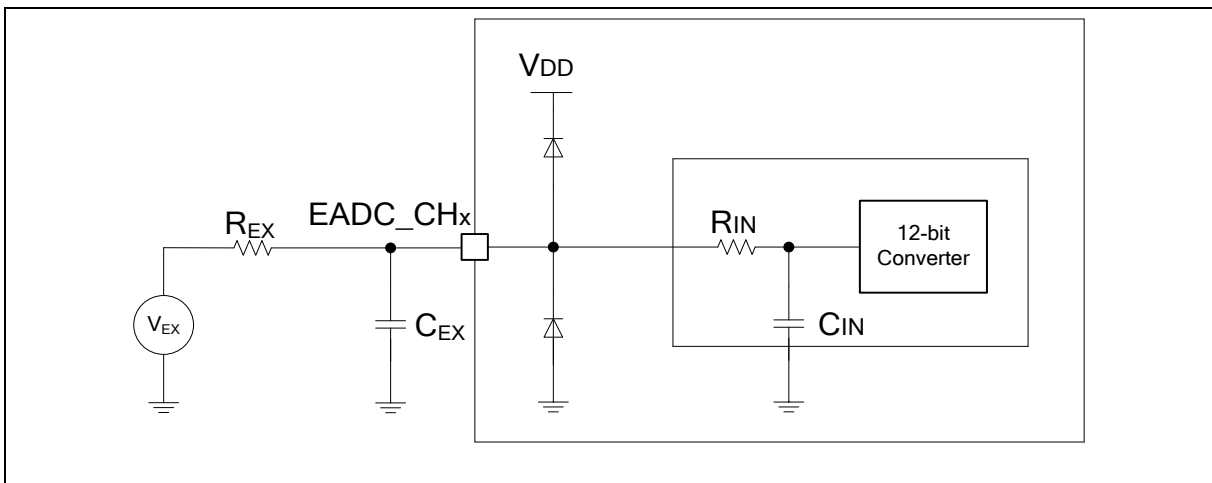 VDD
EADC_CHx
REX
RIN
12-bit
Converter
VEX
CEX
CIN